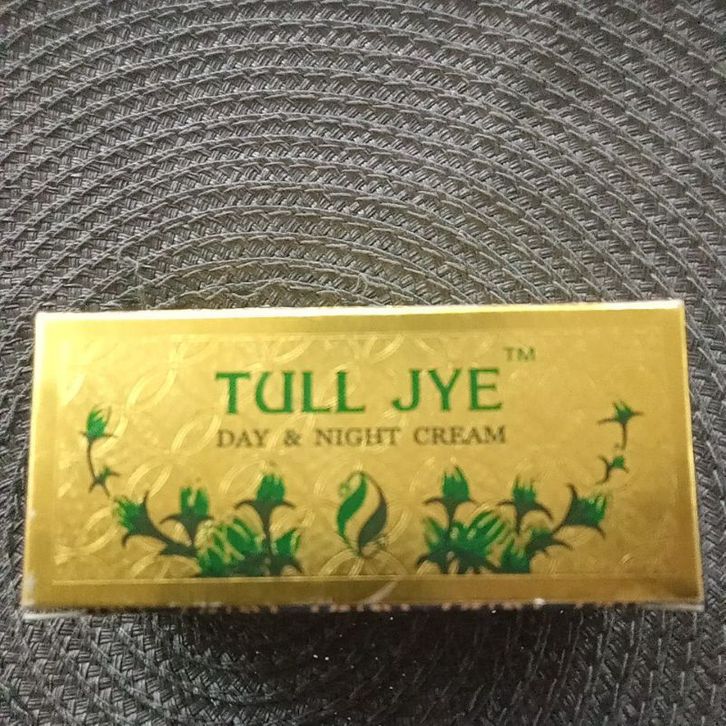 TULL JYE™
DAY & NIGHT CREAM